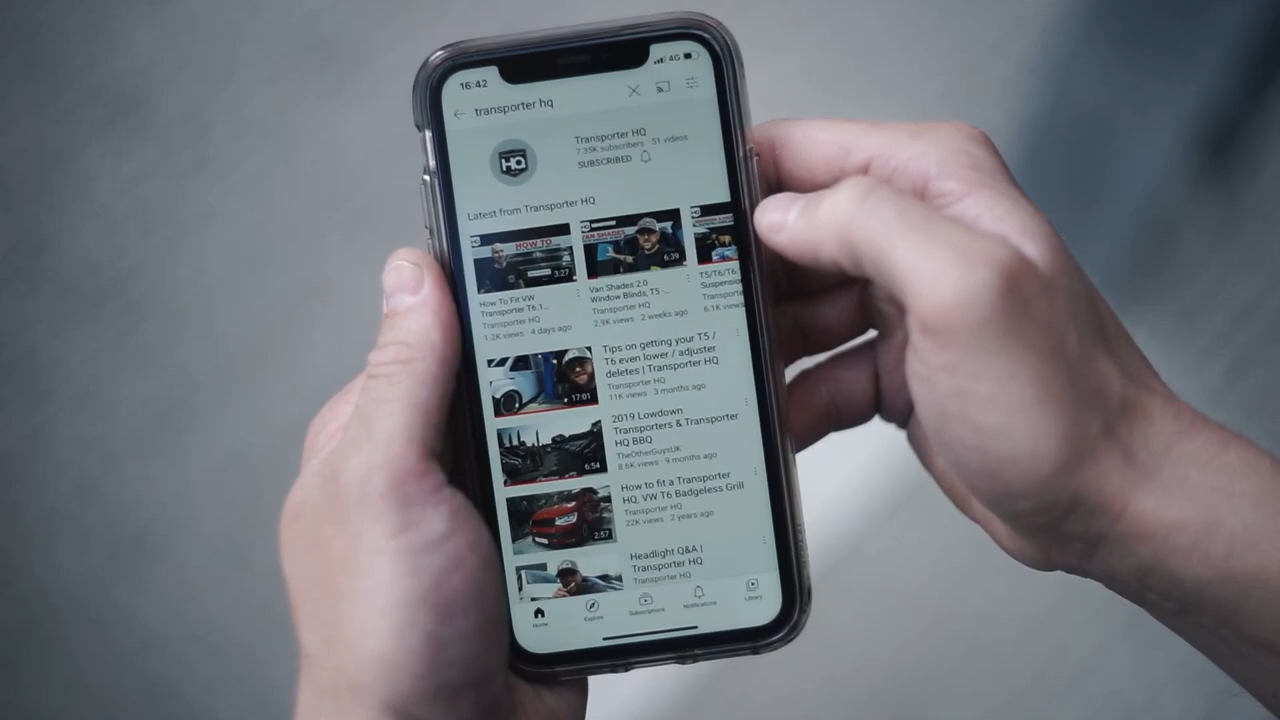 16:42
4G
transporter hq
HQ
Transporter HQ
7.35K subscribers 51 videos
SUBSCRIBED
Latest from Transporter HQ
HOW TO
3:27
VAN SHADES
6:39
How To Fit VW
Transporter T6.1...
Transporter HQ
1.2K views · 4 days ago
Van Shades 2.0
Window Blinds, T5 -...
Transporter HQ
2.9K views · 2 weeks ago
T5/T6/T6.
Suspension
Transporte
6.1K views
17:01
Tips on getting your T5 /
T6 even lower / adjuster
deletes | Transporter HQ
Transporter HQ
11K views · 3 months ago
6:54
2019 Lowdown
Transporters & Transporter
HQ BBQ
TheOtherGuysUK
8.6K views · 9 months ago
2:57
How to fit a Transporter
HQ, VW T6 Badgeless Grill
Transporter HQ
22K views · 2 years ago
Headlight Q&A |
Transporter HQ
Transporter HQ
Home
Explore
Subscriptions
Notifications
Library